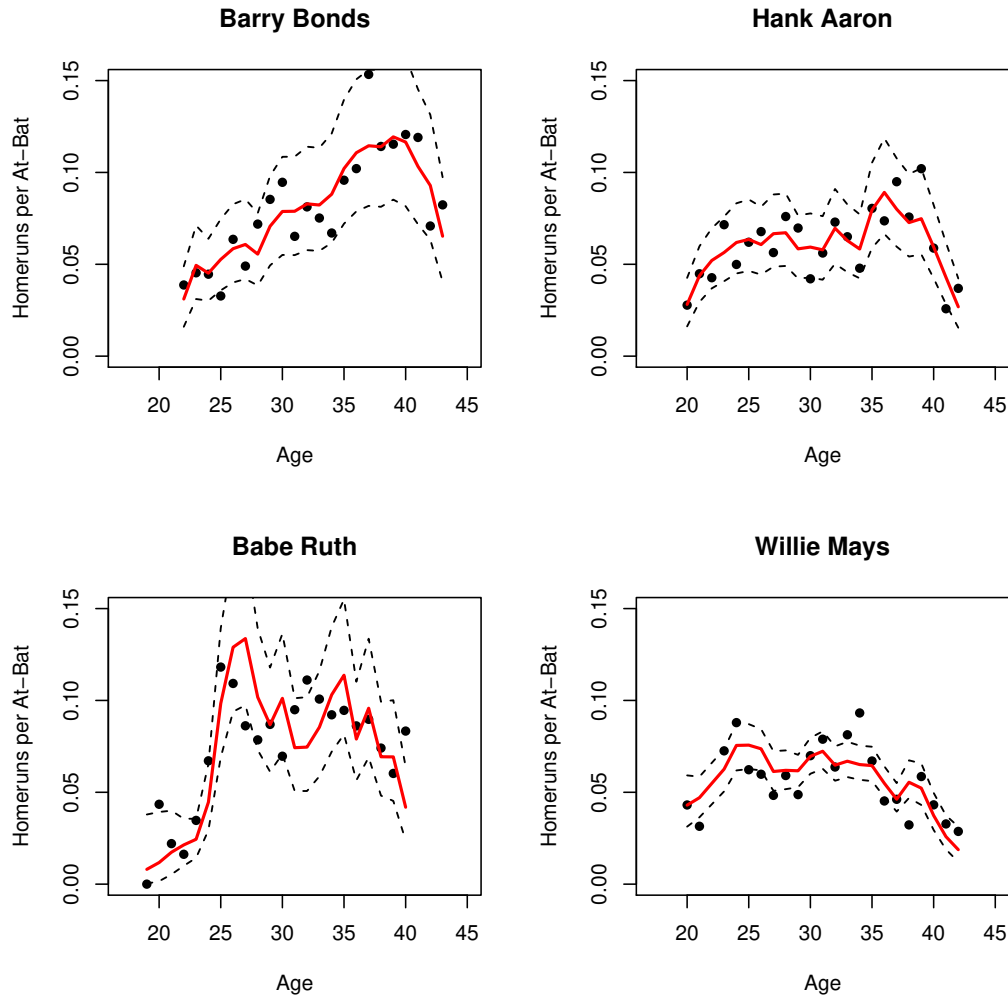 Barry Bonds
Homeruns per At−Bat
0.15
0.10
0.05
0.00
20 25 30 35 40 45
Age
Hank Aaron
Homeruns per At−Bat
0.15
0.10
0.05
0.00
20 25 30 35 40 45
Age
Babe Ruth
Homeruns per At−Bat
0.15
0.10
0.05
0.00
20 25 30 35 40 45
Age
Willie Mays
Homeruns per At−Bat
0.15
0.10
0.05
0.00
20 25 30 35 40 45
Age